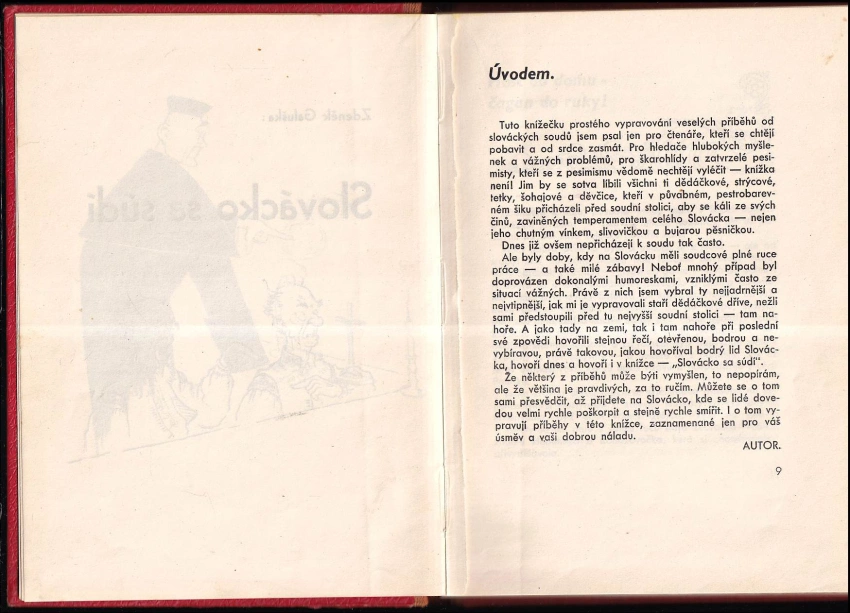 Zdeněk Galuška:
Slovácko sa súdí
Úvodem.
Tuto knížečku prostého vypravování veselých příběhů od
slováckých soudů jsem psal jen pro čtenáře, kteří se chtějí
pobavit a od srdce zasmát. Pro hledače hlubokých myšle-
nek a vážných problémů, pro škarohlídy a zatvrzelé pesi-
misty, kteří se z pesimismu vědomě nechtějí vyléčit — knížka
není! Jim by se sotva líbili všichni ti dědáčkové, strýcové,
tetky, šohajové a děvčice, kteří v půvabném, pestrobarev-
ném šiku přicházeli před soudní stolici, aby se káli ze svých
činů, zaviněných temperamentem celého Slovácka — nejen
jeho chutným vínkem, slivovičkou a bujarou pěsničkou.
Dnes již ovšem nepřicházejí k soudu tak často.
Ale byly doby, kdy na Slovácku měli soudcové plné ruce
práce — a také milé zábavy! Neboť mnohý případ byl
doprovázen dokonalými humoreskami, vzniklými často ze
situací vážných. Právě z nich jsem vybral ty nejjadrnější a
nejvtipnější, jak mi je vypravovali staří dědáčkové dříve, nežli
sami předstoupili před tu nejvyšší soudní stolici — tam na-
hoře. A jako tady na zemi, tak i tam nahoře při poslední
své zpovědi hovořili stejnou řečí, otevřenou, bodrou a ne-
vybíravou, právě takovou, jakou hovoříval bodrý lid Slovác-
ka, hovoří dnes a hovoří i v knížce — „Slovácko sa súdí".
Že některý z příběhů může býti vymyšlen, to nepopírám,
ale že většina je pravdivých, za to ručím. Můžete se o tom
sami přesvědčit, až přijdete na Slovácko, kde se lidé dove-
dou velmi rychle poškorpit a stejně rychle smířit. I o tom vy-
pravují příběhy v této knížce, zaznamenané jen pro váš
úsměv a vaši dobrou náladu.
AUTOR.
9